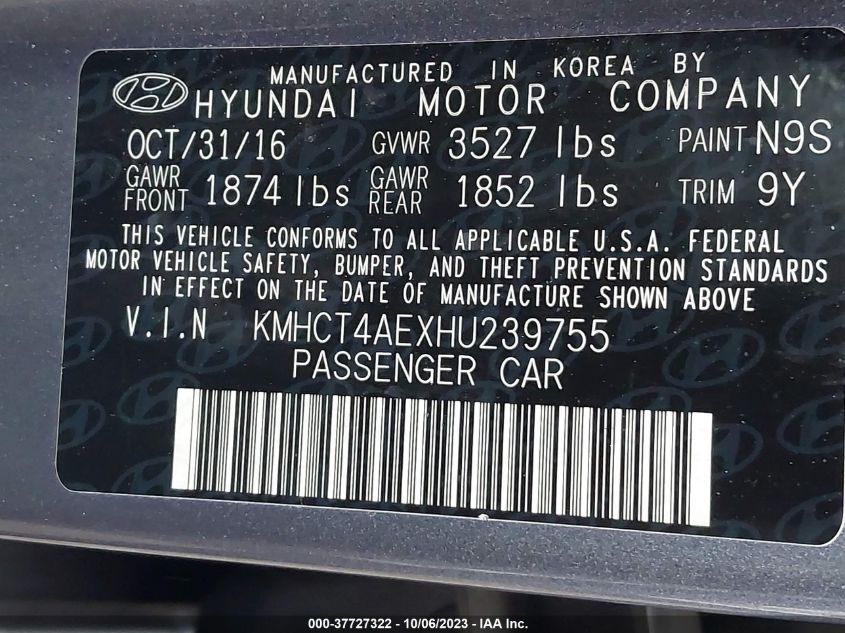 MANUFACTURED IN KOREA BY
HYUNDAI MOTOR COMPANY
OCT/31/16 GVWR 3527 lbs PAINT N9S
GAWR FRONT 1874 lbs GAWR REAR 1852 lbs TRIM 9Y
THIS VEHICLE CONFORMS TO ALL APPLICABLE U.S.A. FEDERAL
MOTOR VEHICLE SAFETY, BUMPER, AND THEFT PREVENTION STANDARDS
IN EFFECT ON THE DATE OF MANUFACTURE SHOWN ABOVE
V.I.N KMHCT4AEXHU239755
PASSENGER CAR
000-37727322 - 10/06/2023 - IAA Inc.